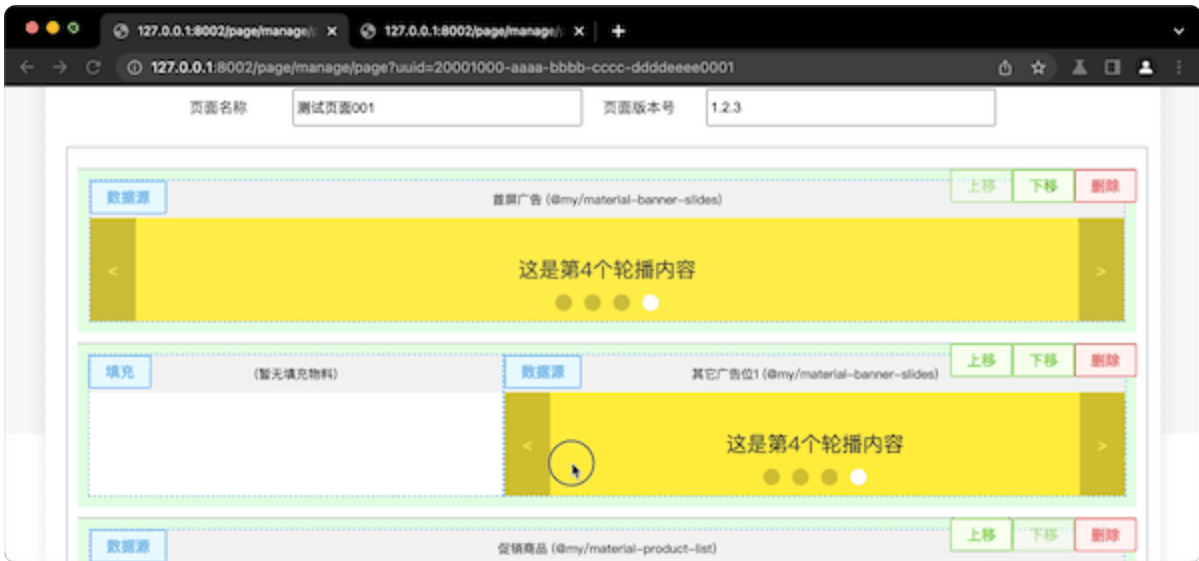 127.0.0.1:8002/page/manage/ 127.0.0.1:8002/page/manage/
127.0.0.1:8002/page/manage/page?uuid=20001000-aaaa-bbbb-cccc-ddddeeee0001
页面名称 测试页面001 页面版本号 1.2.3
数据源 首屏广告 (@my/material-banner-slides) 上移 下移 删除
< 这是第4个轮播内容 >
填充 (暂无填充物料) 数据源 其它广告位1 (@my/material-banner-slides) 上移 下移 删除
< 这是第4个轮播内容 >
数据源 促销商品 (@my/material-product-list) 上移 下移 删除